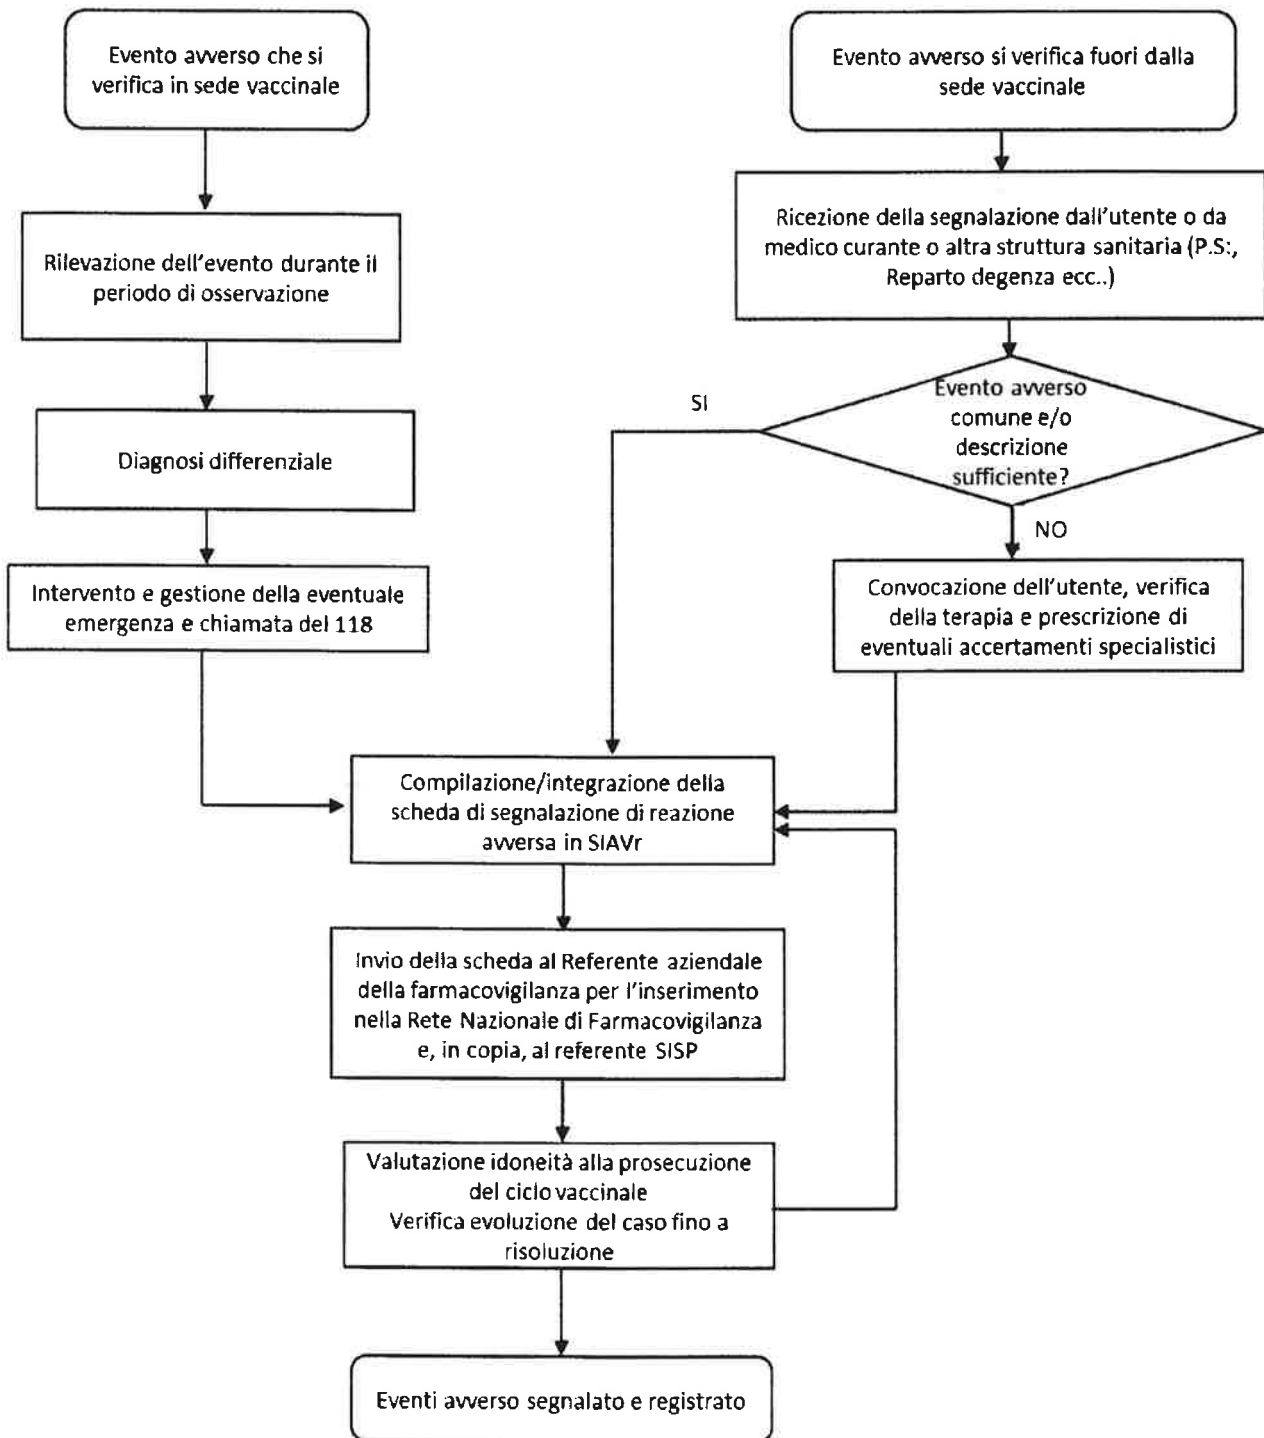 Evento avverso che si
verifica in sede vaccinale
Evento avverso si verifica fuori dalla
sede vaccinale
Rilevazione dell'evento durante il
periodo di osservazione
Ricezione della segnalazione dall'utente o da
medico curante o altra struttura sanitaria (P.S:,
Reparto degenza ecc..)
Diagnosi differenziale
SI
Evento avverso
comune e/o
descrizione
sufficiente?
NO
Intervento e gestione della eventuale
emergenza e chiamata del 118
Convocazione dell'utente, verifica
della terapia e prescrizione di
eventuali accertamenti specialistici
Compilazione/integrazione della
scheda di segnalazione di reazione
avversa in SIAVr
Invio della scheda al Referente aziendale
della farmacovigilanza per l'inserimento
nella Rete Nazionale di Farmacovigilanza
e, in copia, al referente SISP
Valutazione idoneità alla prosecuzione
del ciclo vaccinale
Verifica evoluzione del caso fino a
risoluzione
Eventi avverso segnalato e registrato